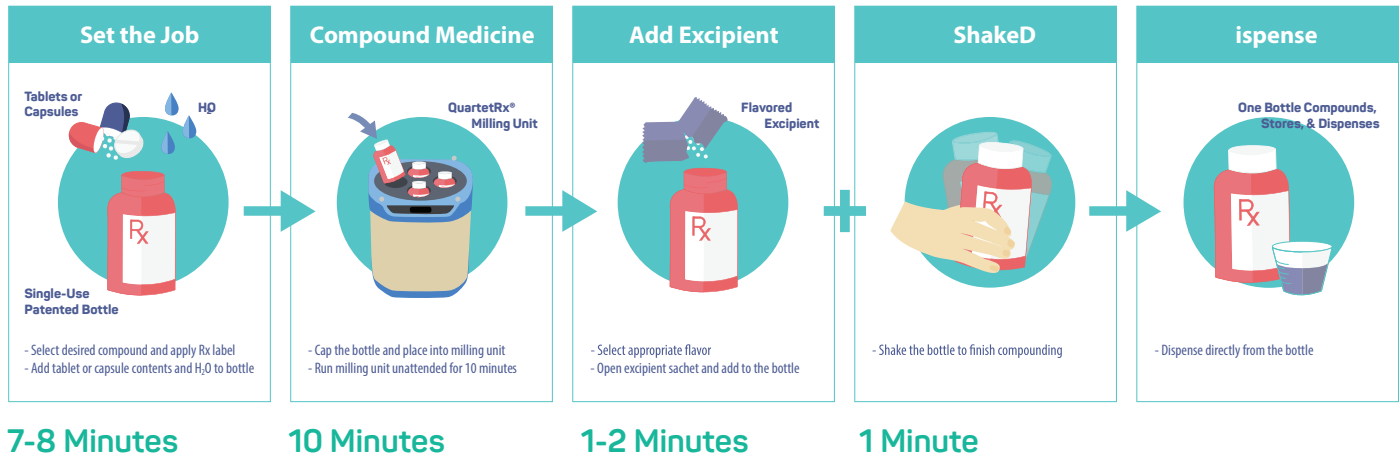 Set the Job
Tablets or
Capsules
H₂O
Rx
Single-Use
Patented Bottle
- Select desired compound and apply Rx label
- Add tablet or capsule contents and H₂O to bottle
7-8 Minutes
Compound Medicine
QuartetRx®
Milling Unit
Rx
- Cap the bottle and place into milling unit
- Run milling unit unattended for 10 minutes
10 Minutes
Add Excipient
Flavored
Excipient
Rx
- Select appropriate flavor
- Open excipient sachet and add to the bottle
1-2 Minutes
ShakeD
Rx
- Shake the bottle to finish compounding
1 Minute
ispense
One Bottle Compounds,
Stores, & Dispenses
Rx
- Dispense directly from the bottle